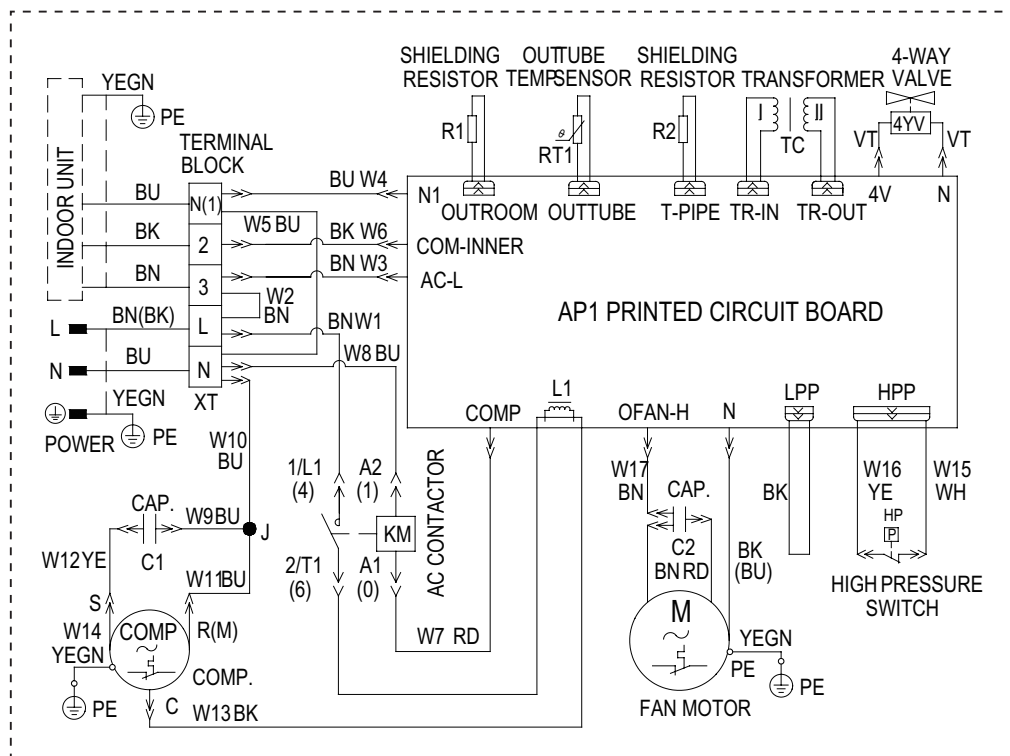 SHIELDING RESISTOR
OUTTUBE TEMP.SENSOR
SHIELDING RESISTOR
TRANSFORMER
4-WAY VALVE
YEGN
PE
R1
θ
RT1
R2
TC
4YV
VT
VT
TERMINAL BLOCK
INDOOR UNIT
BU
N(1)
BU W4
N1
OUTROOM
OUTTUBE
T-PIPE
TR-IN
TR-OUT
4V
N
W5 BU
BK
2
BK W6
COM-INNER
BN
3
BN W3
AC-L
W2 BN
AP1 PRINTED CIRCUIT BOARD
L
BN(BK)
L
BNW1
N
BU
N
W8 BU
XT
YEGN
PE
POWER
L1
COMP
OFAN-H
N
LPP
HPP
W10 BU
1/L1 (4)
A2 (1)
W17 BN
CAP.
C2
BN RD
BK (BU)
BK
W16 YE
W15 WH
HP
P
HIGH PRESSURE SWITCH
CAP.
C1
W9BU
J
KM
AC CONTACTOR
W12YE
W11BU
2/T1 (6)
A1 (0)
S
R(M)
W14 YEGN
COMP
COMP.
PE
C
W13BK
W7 RD
M
YEGN
PE
PE
FAN MOTOR